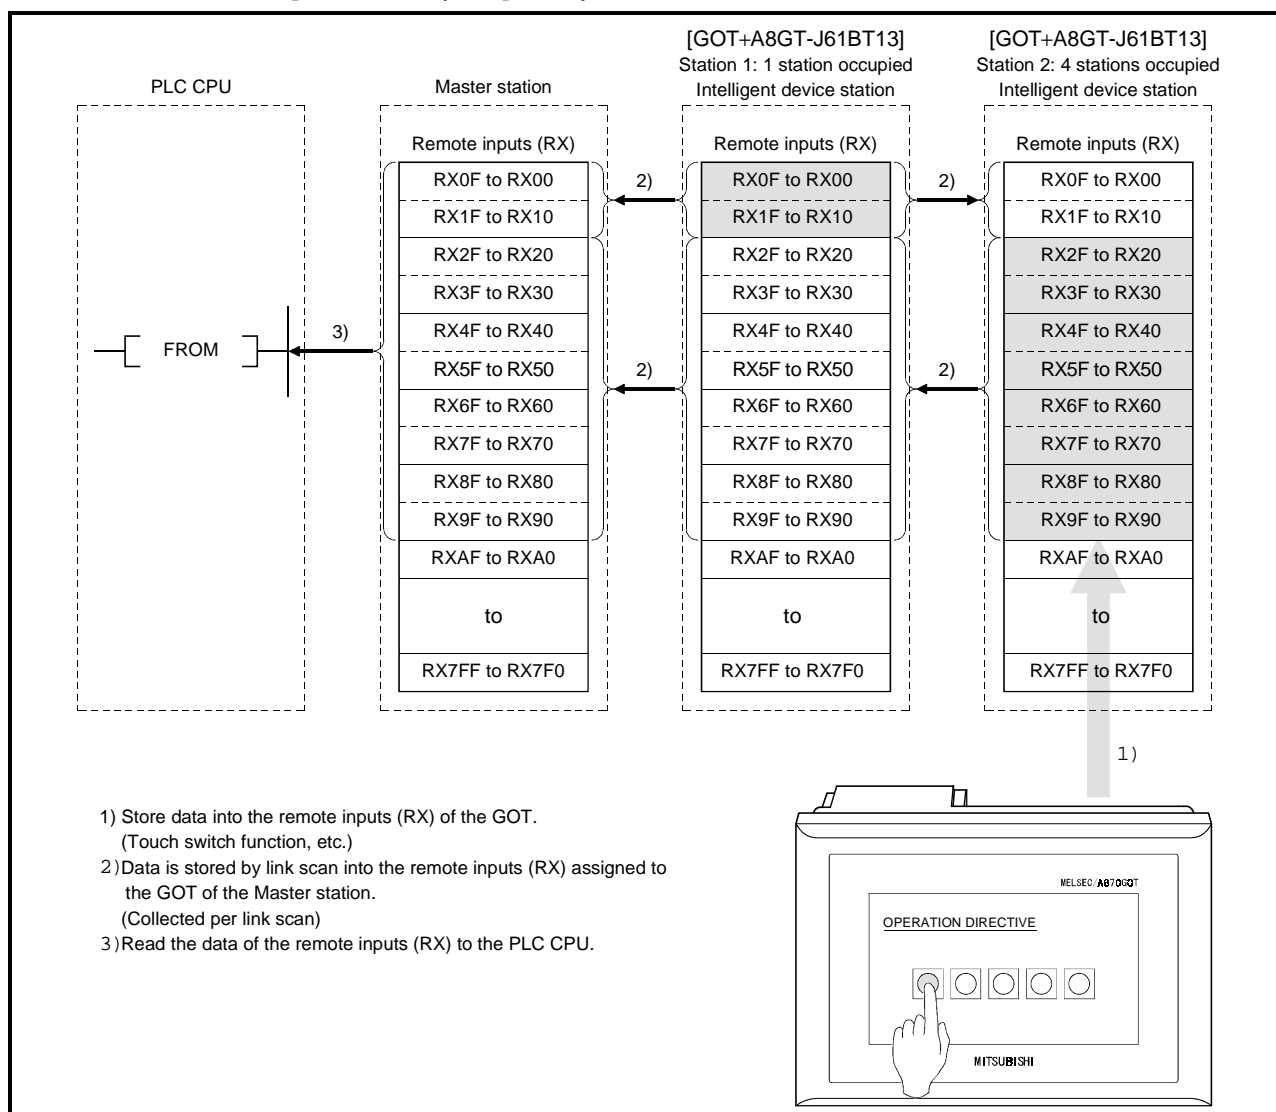 [GOT+A8GT-J61BT13] [GOT+A8GT-J61BT13]
Station 1: 1 station occupied Station 2: 4 stations occupied
PLC CPU Master station Intelligent device station Intelligent device station
Remote inputs (RX) Remote inputs (RX) Remote inputs (RX)
RX0F to RX00 2) RX0F to RX00 2) RX0F to RX00
RX1F to RX10 RX1F to RX10 RX1F to RX10
RX2F to RX20 RX2F to RX20 RX2F to RX20
RX3F to RX30 RX3F to RX30 RX3F to RX30
3) RX4F to RX40 RX4F to RX40 RX4F to RX40
FROM
RX5F to RX50 2) RX5F to RX50 2) RX5F to RX50
RX6F to RX60 RX6F to RX60 RX6F to RX60
RX7F to RX70 RX7F to RX70 RX7F to RX70
RX8F to RX80 RX8F to RX80 RX8F to RX80
RX9F to RX90 RX9F to RX90 RX9F to RX90
RXAF to RXA0 RXAF to RXA0 RXAF to RXA0
to to to
RX7FF to RX7F0 RX7FF to RX7F0 RX7FF to RX7F0
1)
1) Store data into the remote inputs (RX) of the GOT.
(Touch switch function, etc.)
2)Data is stored by link scan into the remote inputs (RX) assigned to
the GOT of the Master station.
(Collected per link scan)
3)Read the data of the remote inputs (RX) to the PLC CPU.
MELSEC/A870GOT
OPERATION DIRECTIVE
MITSUBISHI